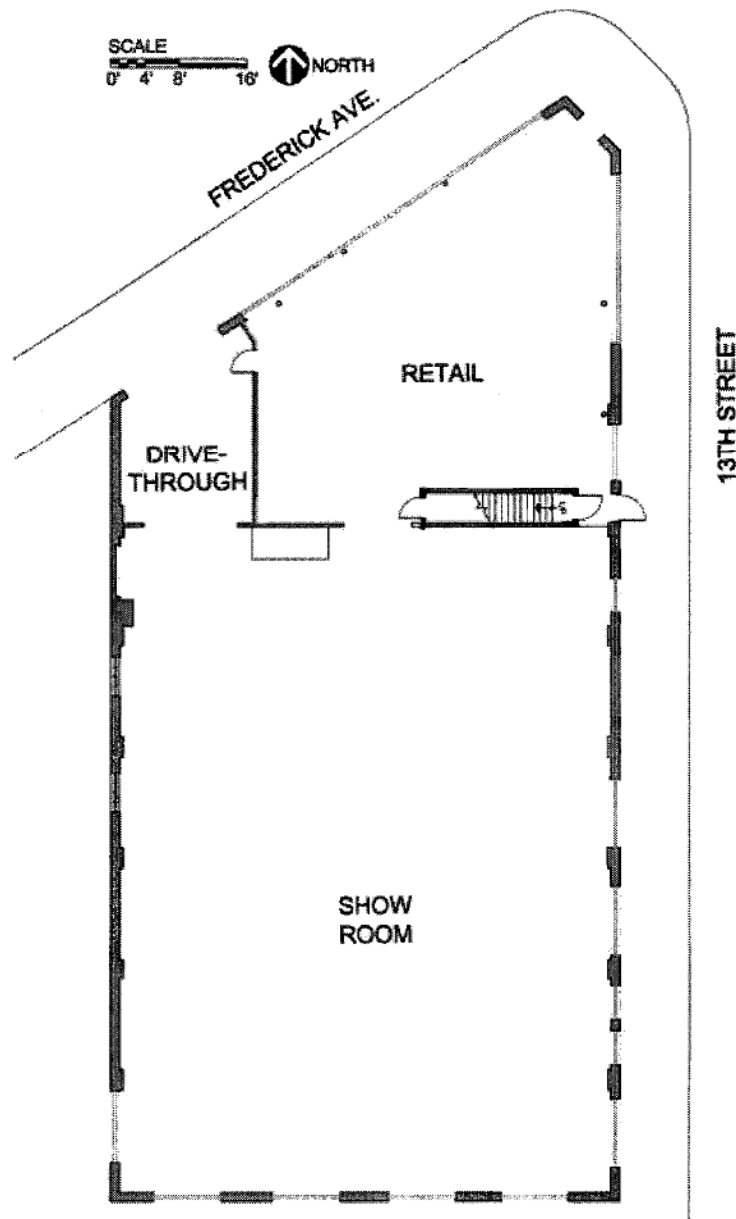 SCALE
0' 4' 8' 16'
NORTH
FREDERICK AVE.
RETAIL
13TH STREET
DRIVE-
THROUGH
SHOW
ROOM